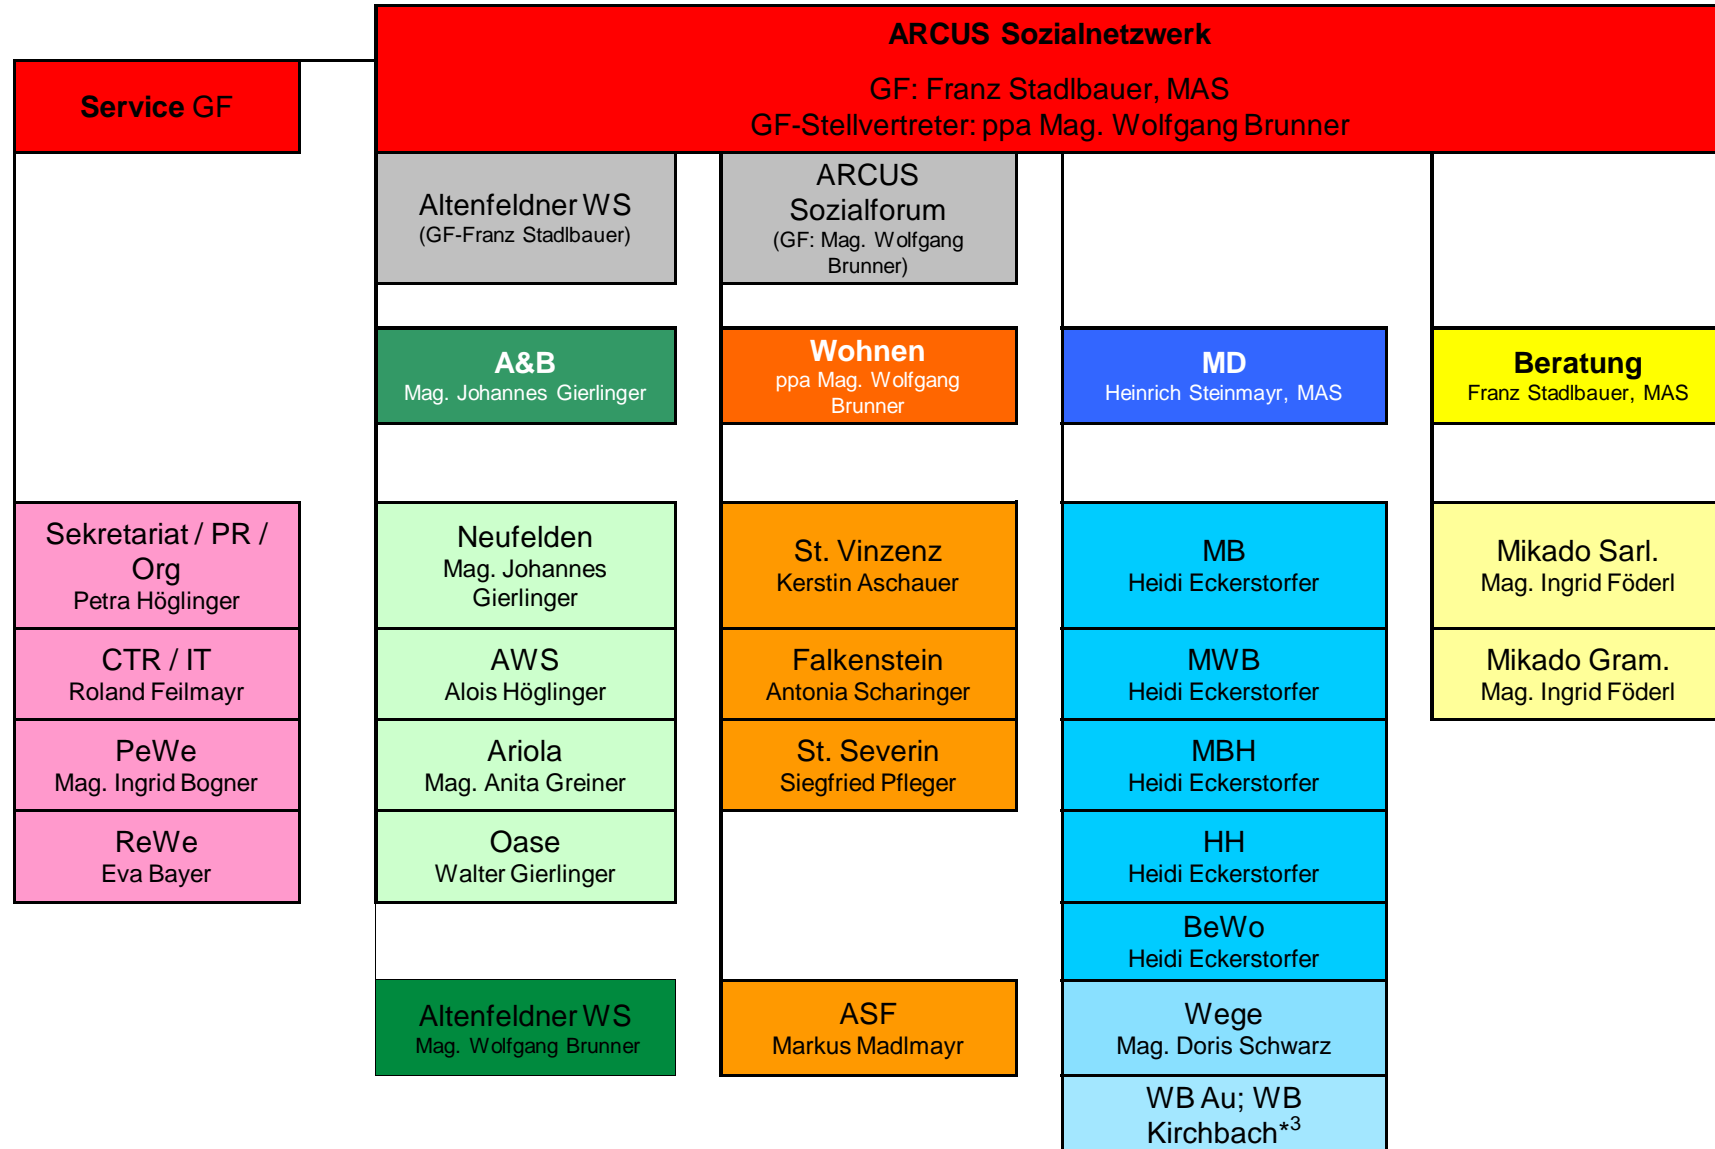 ARCUS Sozialnetzwerk
GF: Franz Stadlbauer, MAS
GF-Stellvertreter: ppa Mag. Wolfgang Brunner
Service GF
Altenfeldner WS
(GF-Franz Stadlbauer)
ARCUS
Sozialforum
(GF: Mag. Wolfgang
Brunner)
A&B
Mag. Johannes Gierlinger
Wohnen
ppa Mag. Wolfgang
Brunner
MD
Heinrich Steinmayr, MAS
Beratung
Franz Stadlbauer, MAS
Sekretariat / PR /
Org
Petra Höglinger
CTR / IT
Roland Feilmayr
PeWe
Mag. Ingrid Bogner
ReWe
Eva Bayer
Neufelden
Mag. Johannes
Gierlinger
AWS
Alois Höglinger
Ariola
Mag. Anita Greiner
Oase
Walter Gierlinger
Altenfeldner WS
Mag. Wolfgang Brunner
St. Vinzenz
Kerstin Aschauer
Falkenstein
Antonia Scharinger
St. Severin
Siegfried Pfleger
ASF
Markus Madlmayr
MB
Heidi Eckerstorfer
MWB
Heidi Eckerstorfer
MBH
Heidi Eckerstorfer
HH
Heidi Eckerstorfer
BeWo
Heidi Eckerstorfer
Wege
Mag. Doris Schwarz
WB Au; WB
Kirchbach*³
Mikado Sarl.
Mag. Ingrid Föderl
Mikado Gram.
Mag. Ingrid Föderl